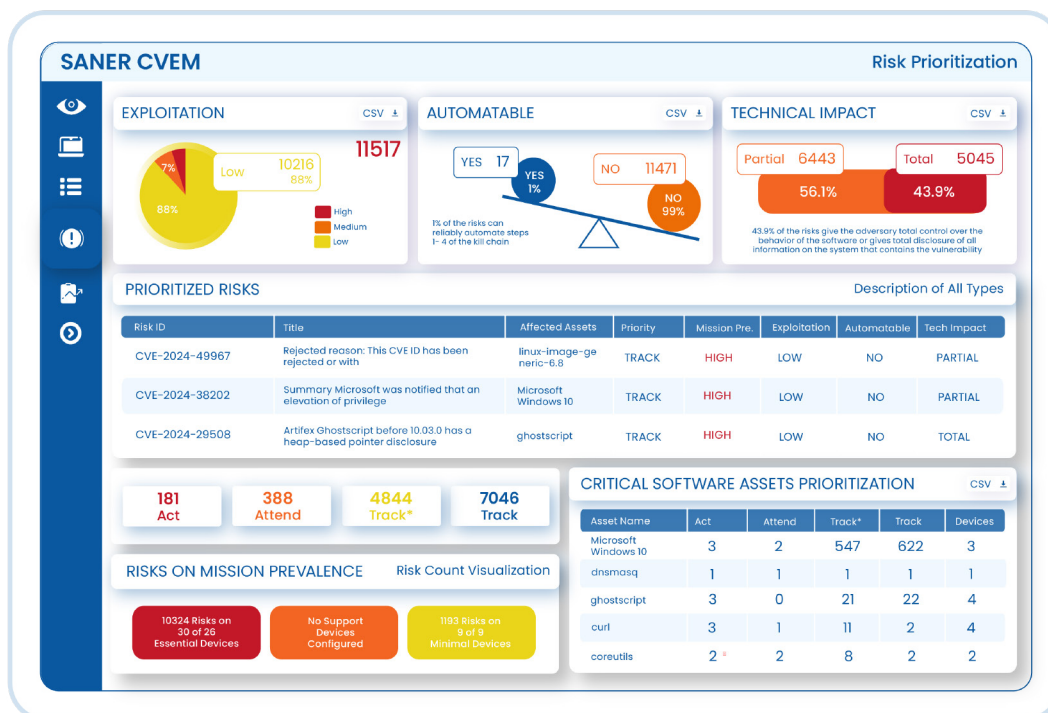 SANER CVEM
Risk Prioritization
EXPLOITATION
CSV
11517
7%
Low
10216
88%
88%
High
Medium
Low
AUTOMATABLE
CSV
YES 17
YES
1%
NO 11471
NO
99%
1% of the risks can
reliably automate steps
1- 4 of the kill chain
TECHNICAL IMPACT
CSV
Partial 6443
Total 5045
56.1%
43.9%
43.9% of the risks give the adversary total control over the
behavior of the software or gives total disclosure of all
information on the system that contains the vulnerability
PRIORITIZED RISKS
Description of All Types
Risk ID Title Affected Assets Priority Mission Pre. Exploitation Automatable Tech Impact
CVE-2024-49967 Rejected reason: This CVE ID has been
rejected or with
linux-image-ge
neric-6.8
TRACK HIGH LOW NO PARTIAL
CVE-2024-38202 Summary Microsoft was notified that an
elevation of privilege
Microsoft
Windows 10
TRACK HIGH LOW NO PARTIAL
CVE-2024-29508 Artifex Ghostscript before 10.03.0 has a
heap-based pointer disclosure
ghostscript
TRACK HIGH LOW NO TOTAL
181
Act
388
Attend
4844
Track*
7046
Track
RISKS ON MISSION PREVALENCE
Risk Count Visualization
10324 Risks on
30 of 26
Essential Devices
No Support
Devices
Configured
1193 Risks on
9 of 9
Minimal Devices
CRITICAL SOFTWARE ASSETS PRIORITIZATION
CSV
Asset Name Act Attend Track* Track Devices
Microsoft
Windows 10
3 2 547 622 3
dnsmasq 1 1 1 1 1
ghostscript 3 0 21 22 4
curl 3 1 11 2 4
coreutils 2 2 8 2 2